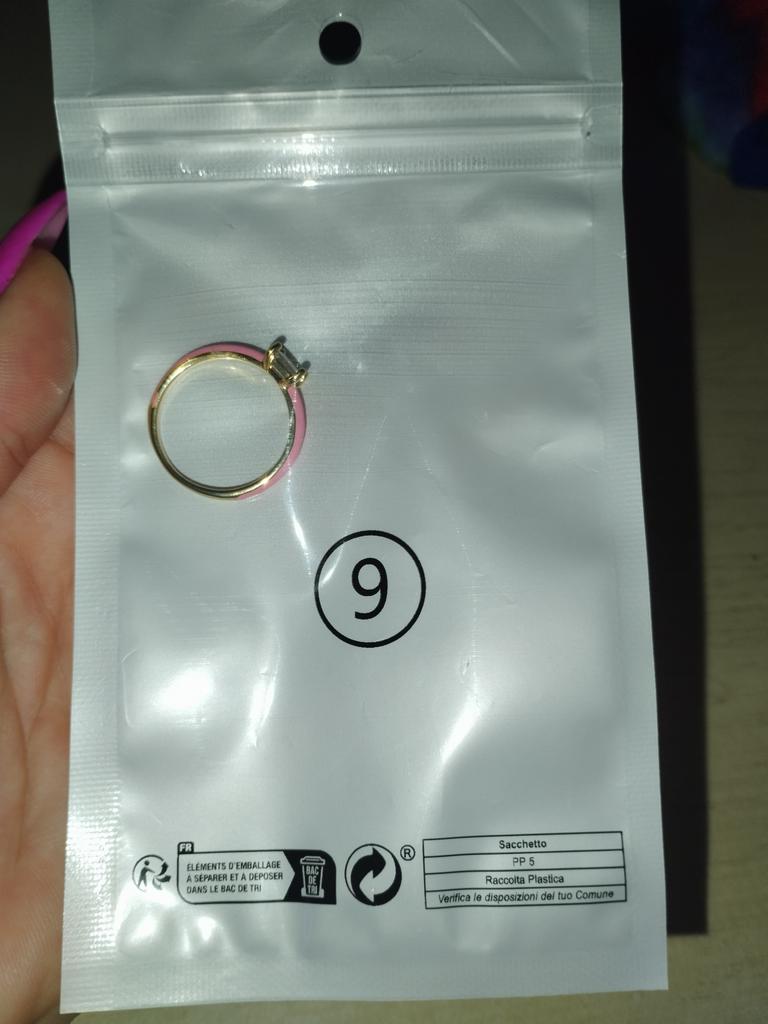 9
FR
ÉLÉMENTS D'EMBALLAGE
À SÉPARER ET À DÉPOSER
DANS LE BAC DE TRI
BAC
DE
TRI
®
Sacchetto
PP 5
Raccolta Plastica
Verifica le disposizioni del tuo Comune